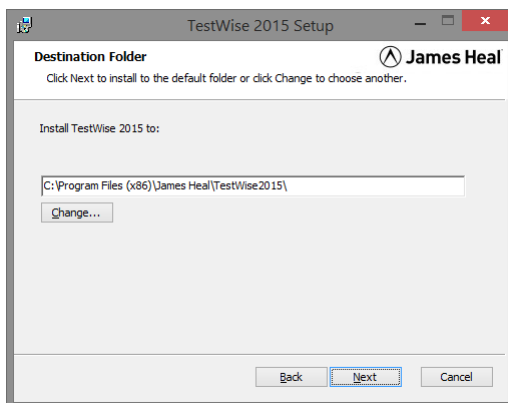 TestWise 2015 Setup
Destination Folder
James Heal
Click Next to install to the default folder or click Change to choose another.
Install TestWise 2015 to:
C:\Program Files (x86)\James Heal\TestWise2015\
Change...
Back Next Cancel